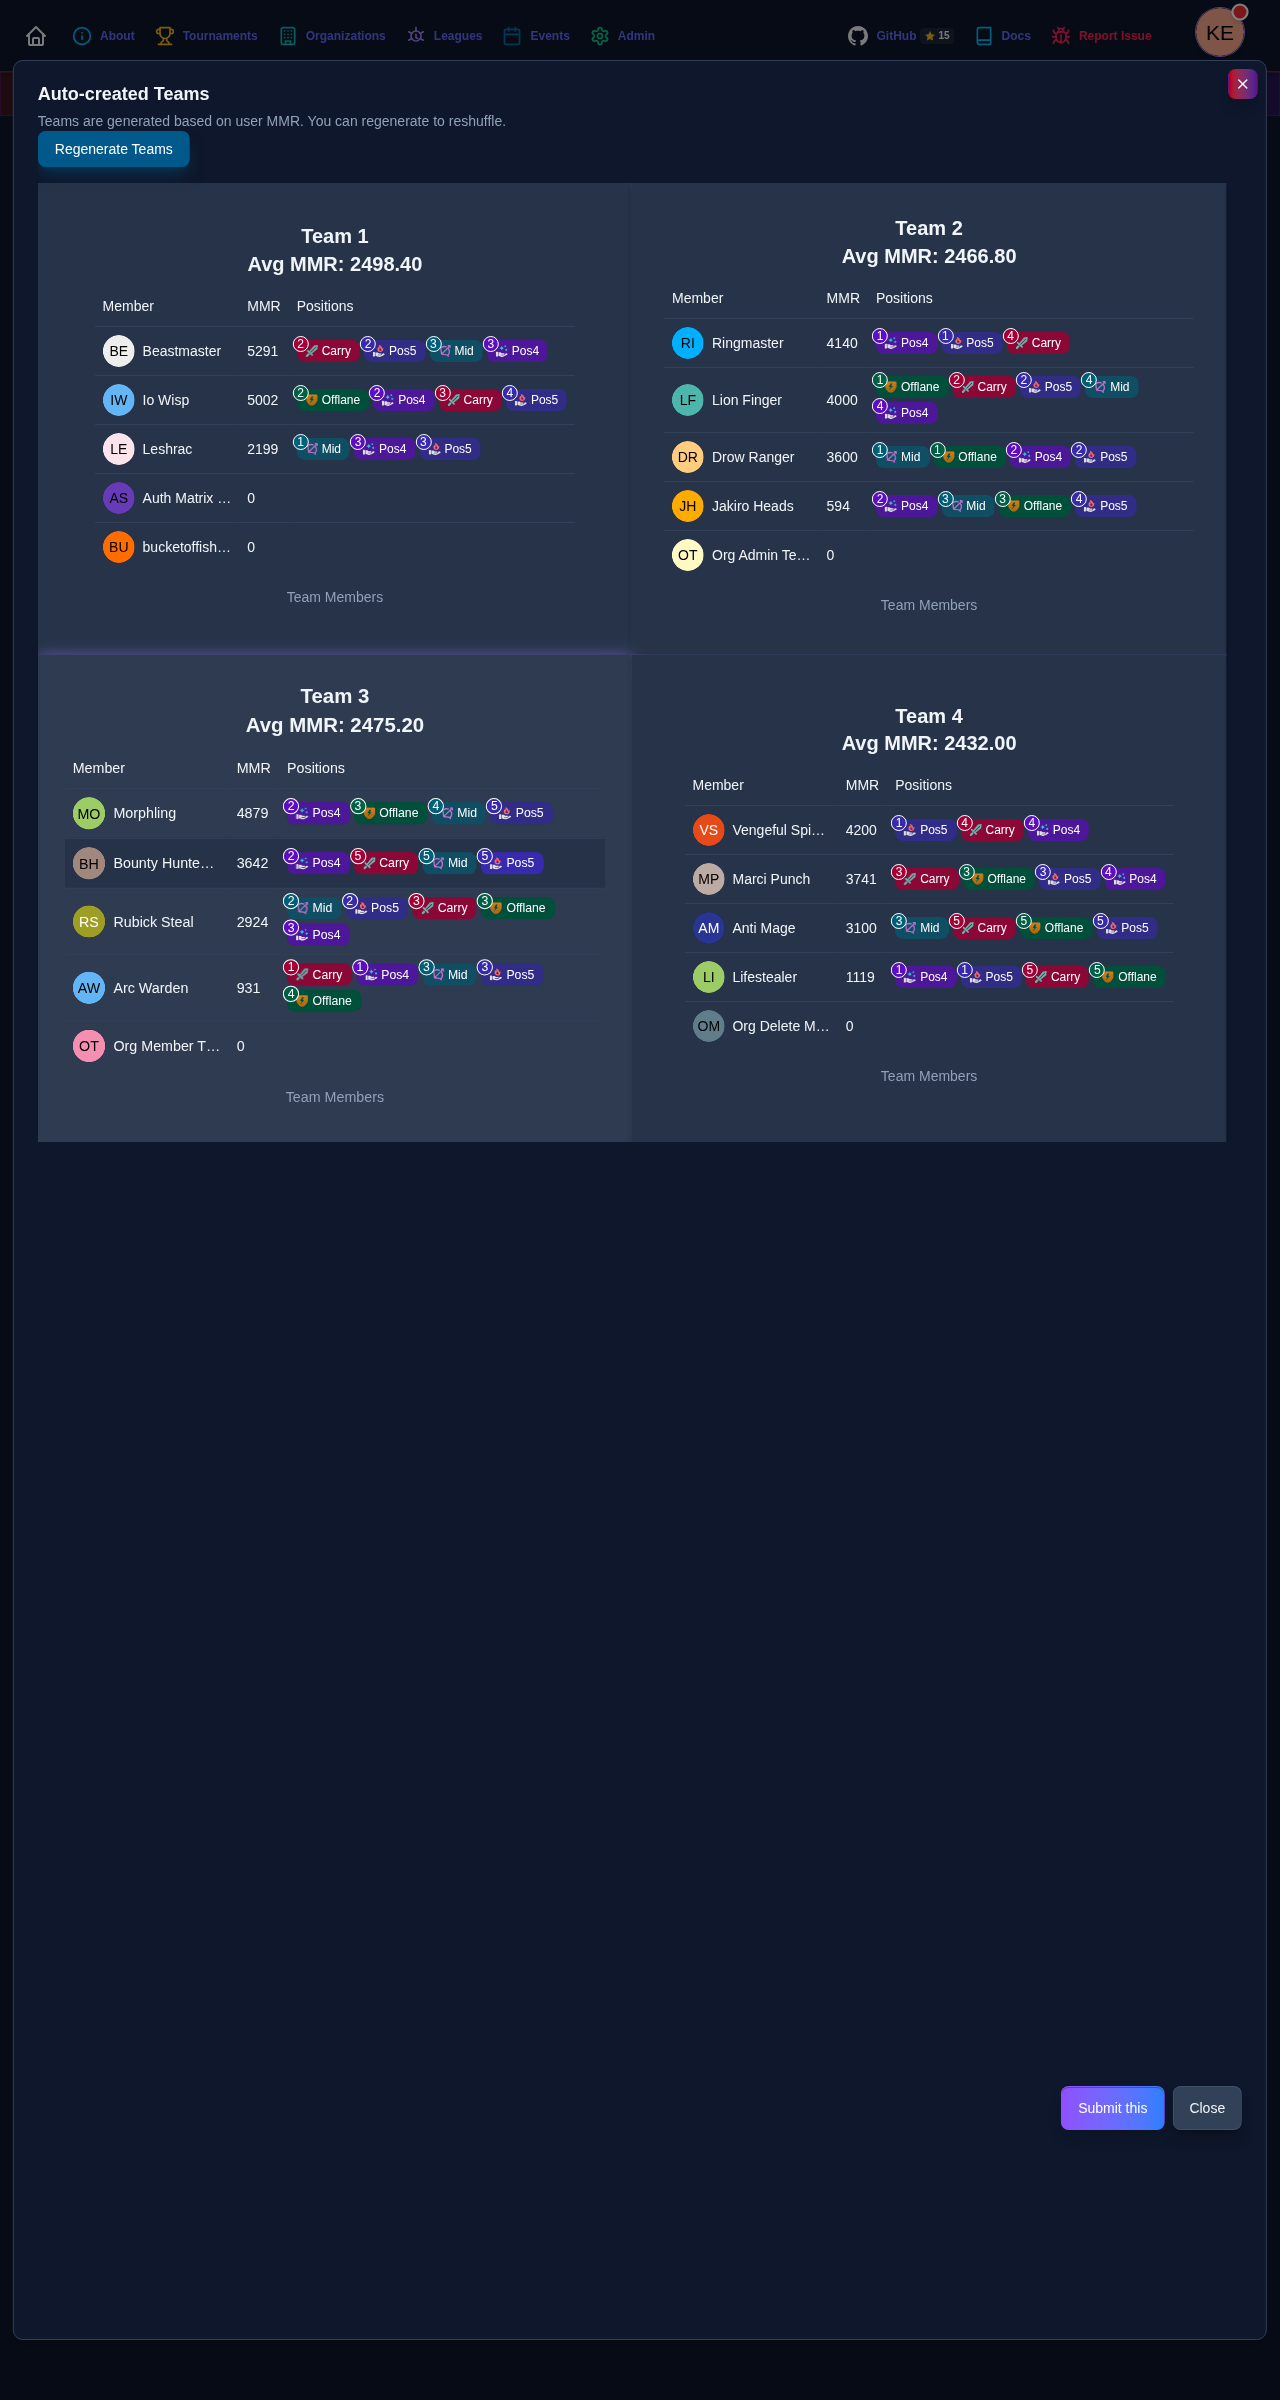 About Tournaments Organizations Leagues Events Admin GitHub 15 Docs Report Issue KE
Auto-created Teams
Teams are generated based on user MMR. You can regenerate to reshuffle.
Regenerate Teams
Team 1
Avg MMR: 2498.40
Member MMR Positions
BE Beastmaster 5291 2 Carry 2 Pos5 3 Mid 3 Pos4
IW Io Wisp 5002 2 Offlane 2 Pos4 3 Carry 4 Pos5
LE Leshrac 2199 1 Mid 3 Pos4 3 Pos5
AS Auth Matrix ... 0
BU bucketoffish... 0
Team Members
Team 2
Avg MMR: 2466.80
Member MMR Positions
RI Ringmaster 4140 1 Pos4 1 Pos5 4 Carry
LF Lion Finger 4000 1 Offlane 2 Carry 2 Pos5 4 Mid
4 Pos4
DR Drow Ranger 3600 1 Mid 1 Offlane 2 Pos4 2 Pos5
JH Jakiro Heads 594 2 Pos4 3 Mid 3 Offlane 4 Pos5
OT Org Admin Te... 0
Team Members
Team 3
Avg MMR: 2475.20
Member MMR Positions
MO Morphling 4879 2 Pos4 3 Offlane 4 Mid 5 Pos5
BH Bounty Hunte... 3642 2 Pos4 5 Carry 5 Mid 5 Pos5
RS Rubick Steal 2924 2 Mid 2 Pos5 3 Carry 3 Offlane
3 Pos4
AW Arc Warden 931 1 Carry 1 Pos4 3 Mid 3 Pos5
4 Offlane
OT Org Member T... 0
Team Members
Team 4
Avg MMR: 2432.00
Member MMR Positions
VS Vengeful Spi... 4200 1 Pos5 4 Carry 4 Pos4
MP Marci Punch 3741 3 Carry 3 Offlane 3 Pos5 4 Pos4
AM Anti Mage 3100 3 Mid 5 Carry 5 Offlane 5 Pos5
LI Lifestealer 1119 1 Pos4 1 Pos5 5 Carry 5 Offlane
OM Org Delete M... 0
Team Members
Submit this Close